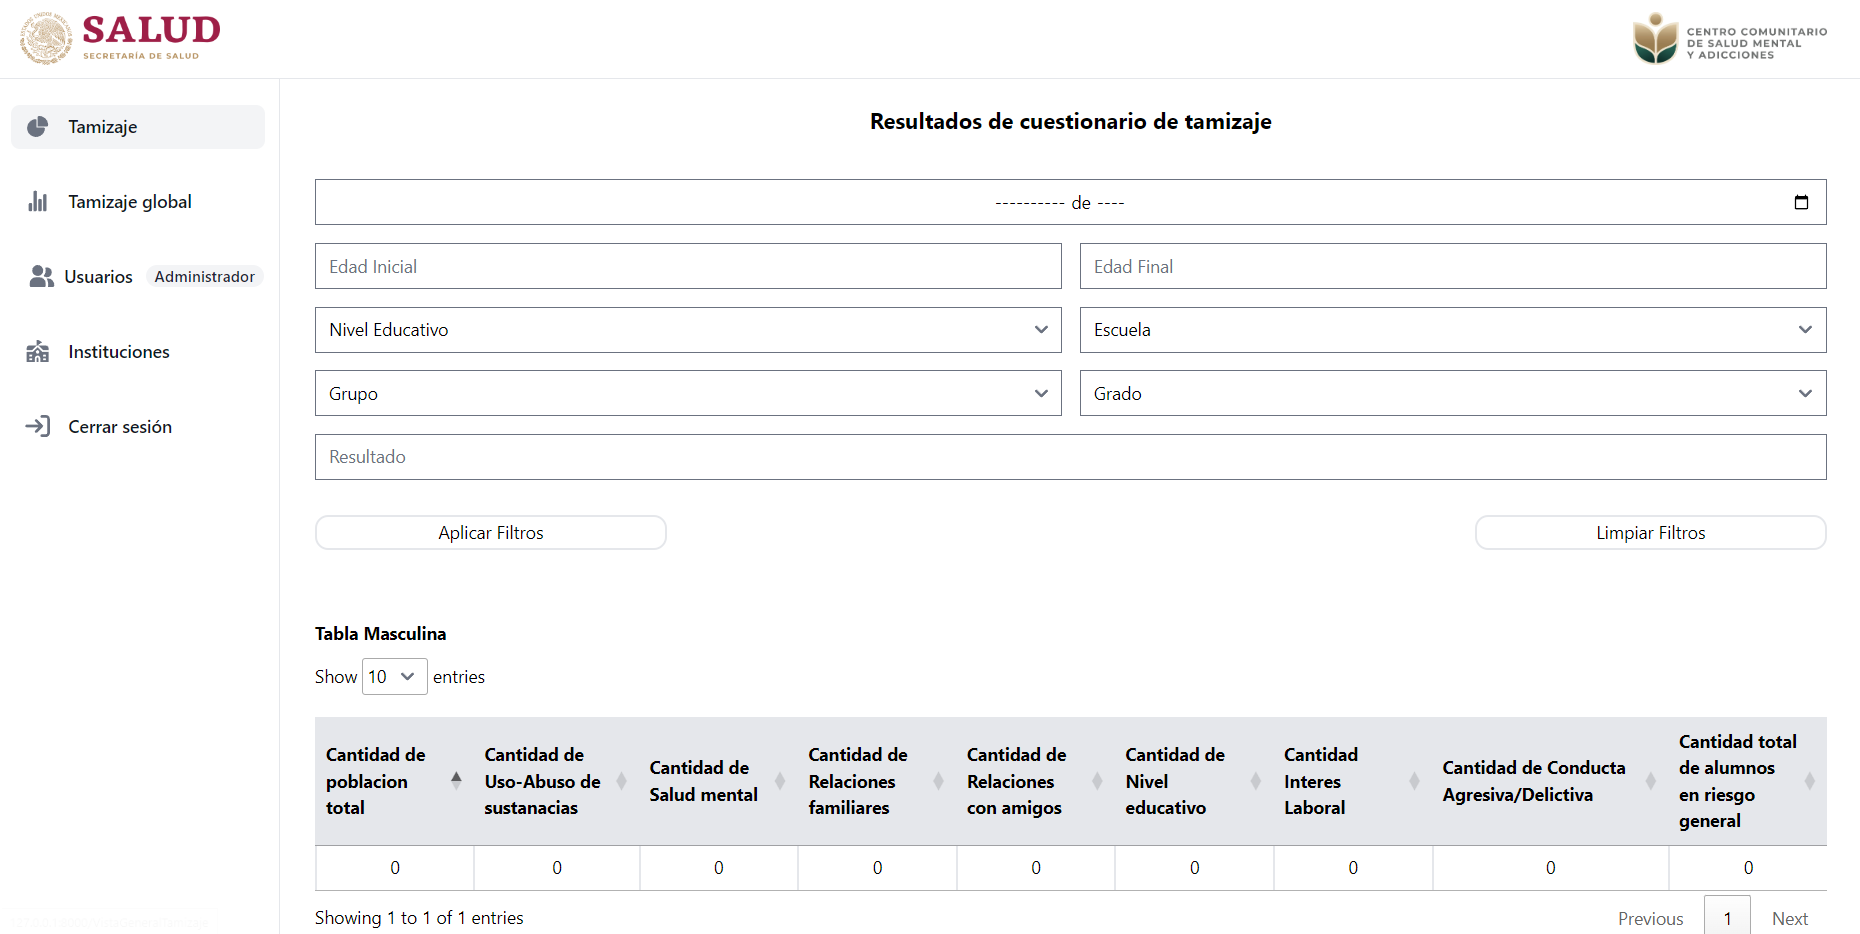 SALUD
SECRETARÍA DE SALUD
CENTRO COMUNITARIO
DE SALUD MENTAL
Y ADICCIONES
Tamizaje
Tamizaje global
Usuarios Administrador
Instituciones
Cerrar sesión
Resultados de cuestionario de tamizaje
---------- de ----
Edad Inicial
Edad Final
Nivel Educativo
Escuela
Grupo
Grado
Resultado
Aplicar Filtros
Limpiar Filtros
Tabla Masculina
Show 10 entries
Cantidad de
poblacion
total
Cantidad de
Uso-Abuso de
sustanacias
Cantidad de
Salud mental
Cantidad de
Relaciones
familiares
Cantidad de
Relaciones
con amigos
Cantidad de
Nivel
educativo
Cantidad
Interes
Laboral
Cantidad de Conducta
Agresiva/Delictiva
Cantidad total
de alumnos
en riesgo
general
0 0 0 0 0 0 0 0 0
Showing 1 to 1 of 1 entries
Previous 1 Next